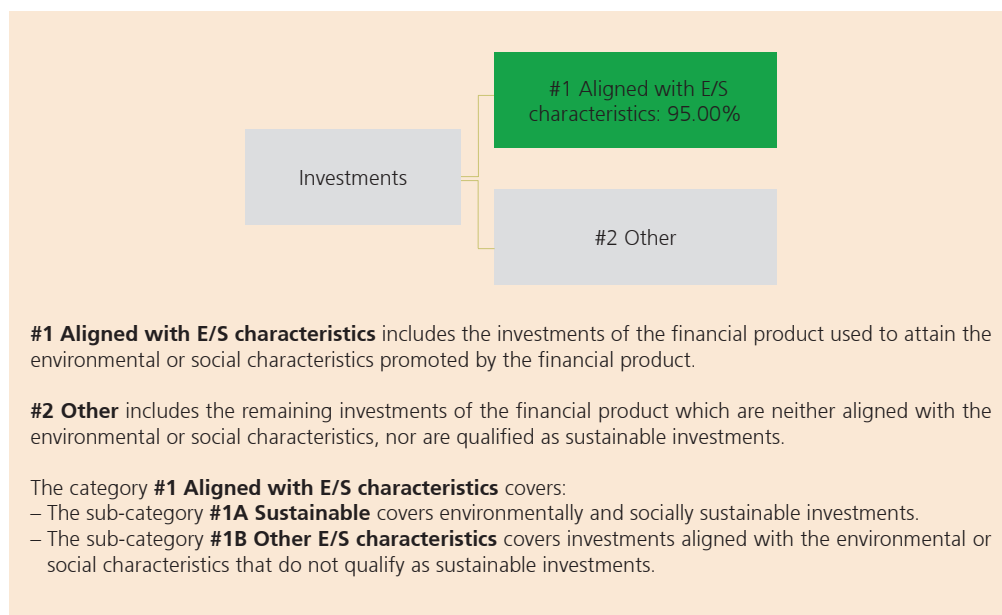 #1 Aligned with E/S
characteristics: 95.00%
Investments
#2 Other
#1 Aligned with E/S characteristics includes the investments of the financial product used to attain the
environmental or social characteristics promoted by the financial product.
#2 Other includes the remaining investments of the financial product which are neither aligned with the
environmental or social characteristics, nor are qualified as sustainable investments.
The category #1 Aligned with E/S characteristics covers:
– The sub-category #1A Sustainable covers environmentally and socially sustainable investments.
– The sub-category #1B Other E/S characteristics covers investments aligned with the environmental or
social characteristics that do not qualify as sustainable investments.